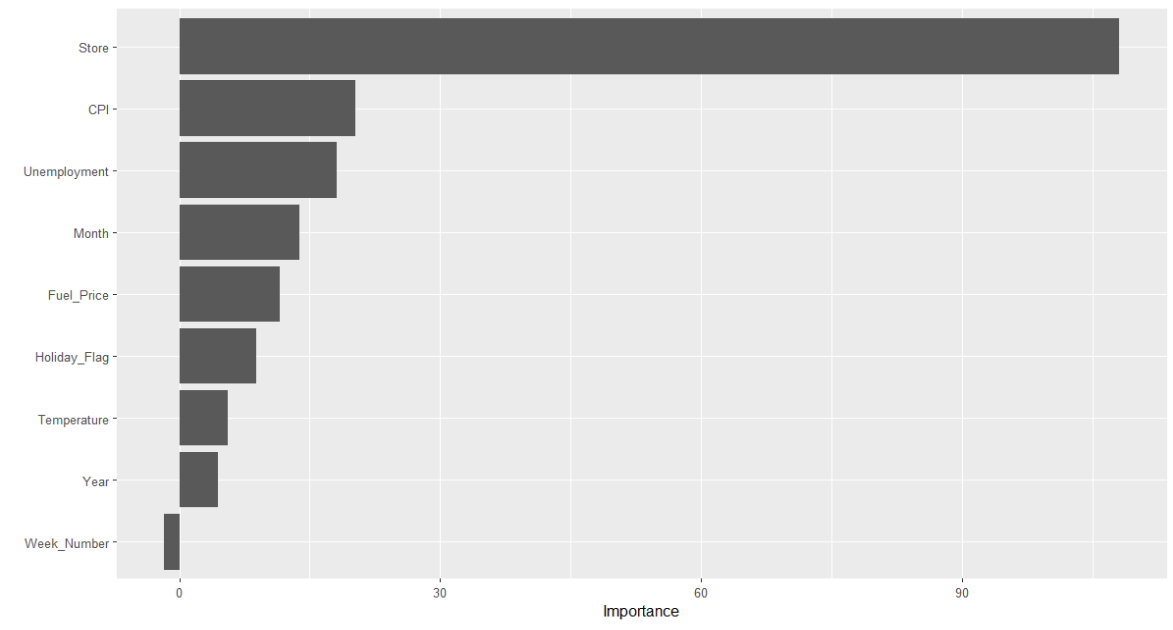 Store
CPI
Unemployment
Month
Fuel_Price
Holiday_Flag
Temperature
Year
Week_Number
0 30 60 90
Importance